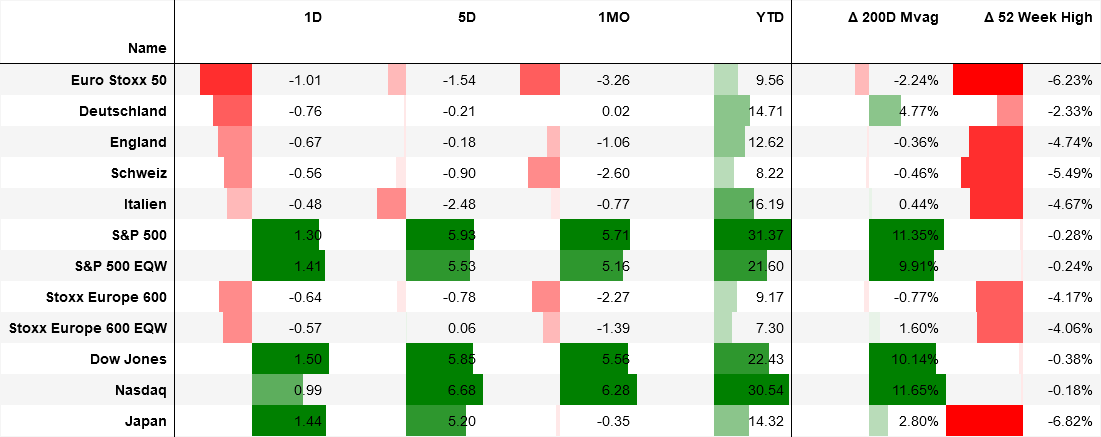 1D 5D 1MO YTD Δ 200D Mvag Δ 52 Week High
Name
Euro Stoxx 50 -1.01 -1.54 -3.26 9.56 -2.24% -6.23%
Deutschland -0.76 -0.21 0.02 14.71 4.77% -2.33%
England -0.67 -0.18 -1.06 12.62 -0.36% -4.74%
Schweiz -0.56 -0.90 -2.60 8.22 -0.46% -5.49%
Italien -0.48 -2.48 -0.77 16.19 0.44% -4.67%
S&P 500 1.30 5.93 5.71 31.37 11.35% -0.28%
S&P 500 EQW 1.41 5.53 5.16 21.60 9.91% -0.24%
Stoxx Europe 600 -0.64 -0.78 -2.27 9.17 -0.77% -4.17%
Stoxx Europe 600 EQW -0.57 0.06 -1.39 7.30 1.60% -4.06%
Dow Jones 1.50 5.85 5.56 22.43 10.14% -0.38%
Nasdaq 0.99 6.68 6.28 30.54 11.65% -0.18%
Japan 1.44 5.20 -0.35 14.32 2.80% -6.82%